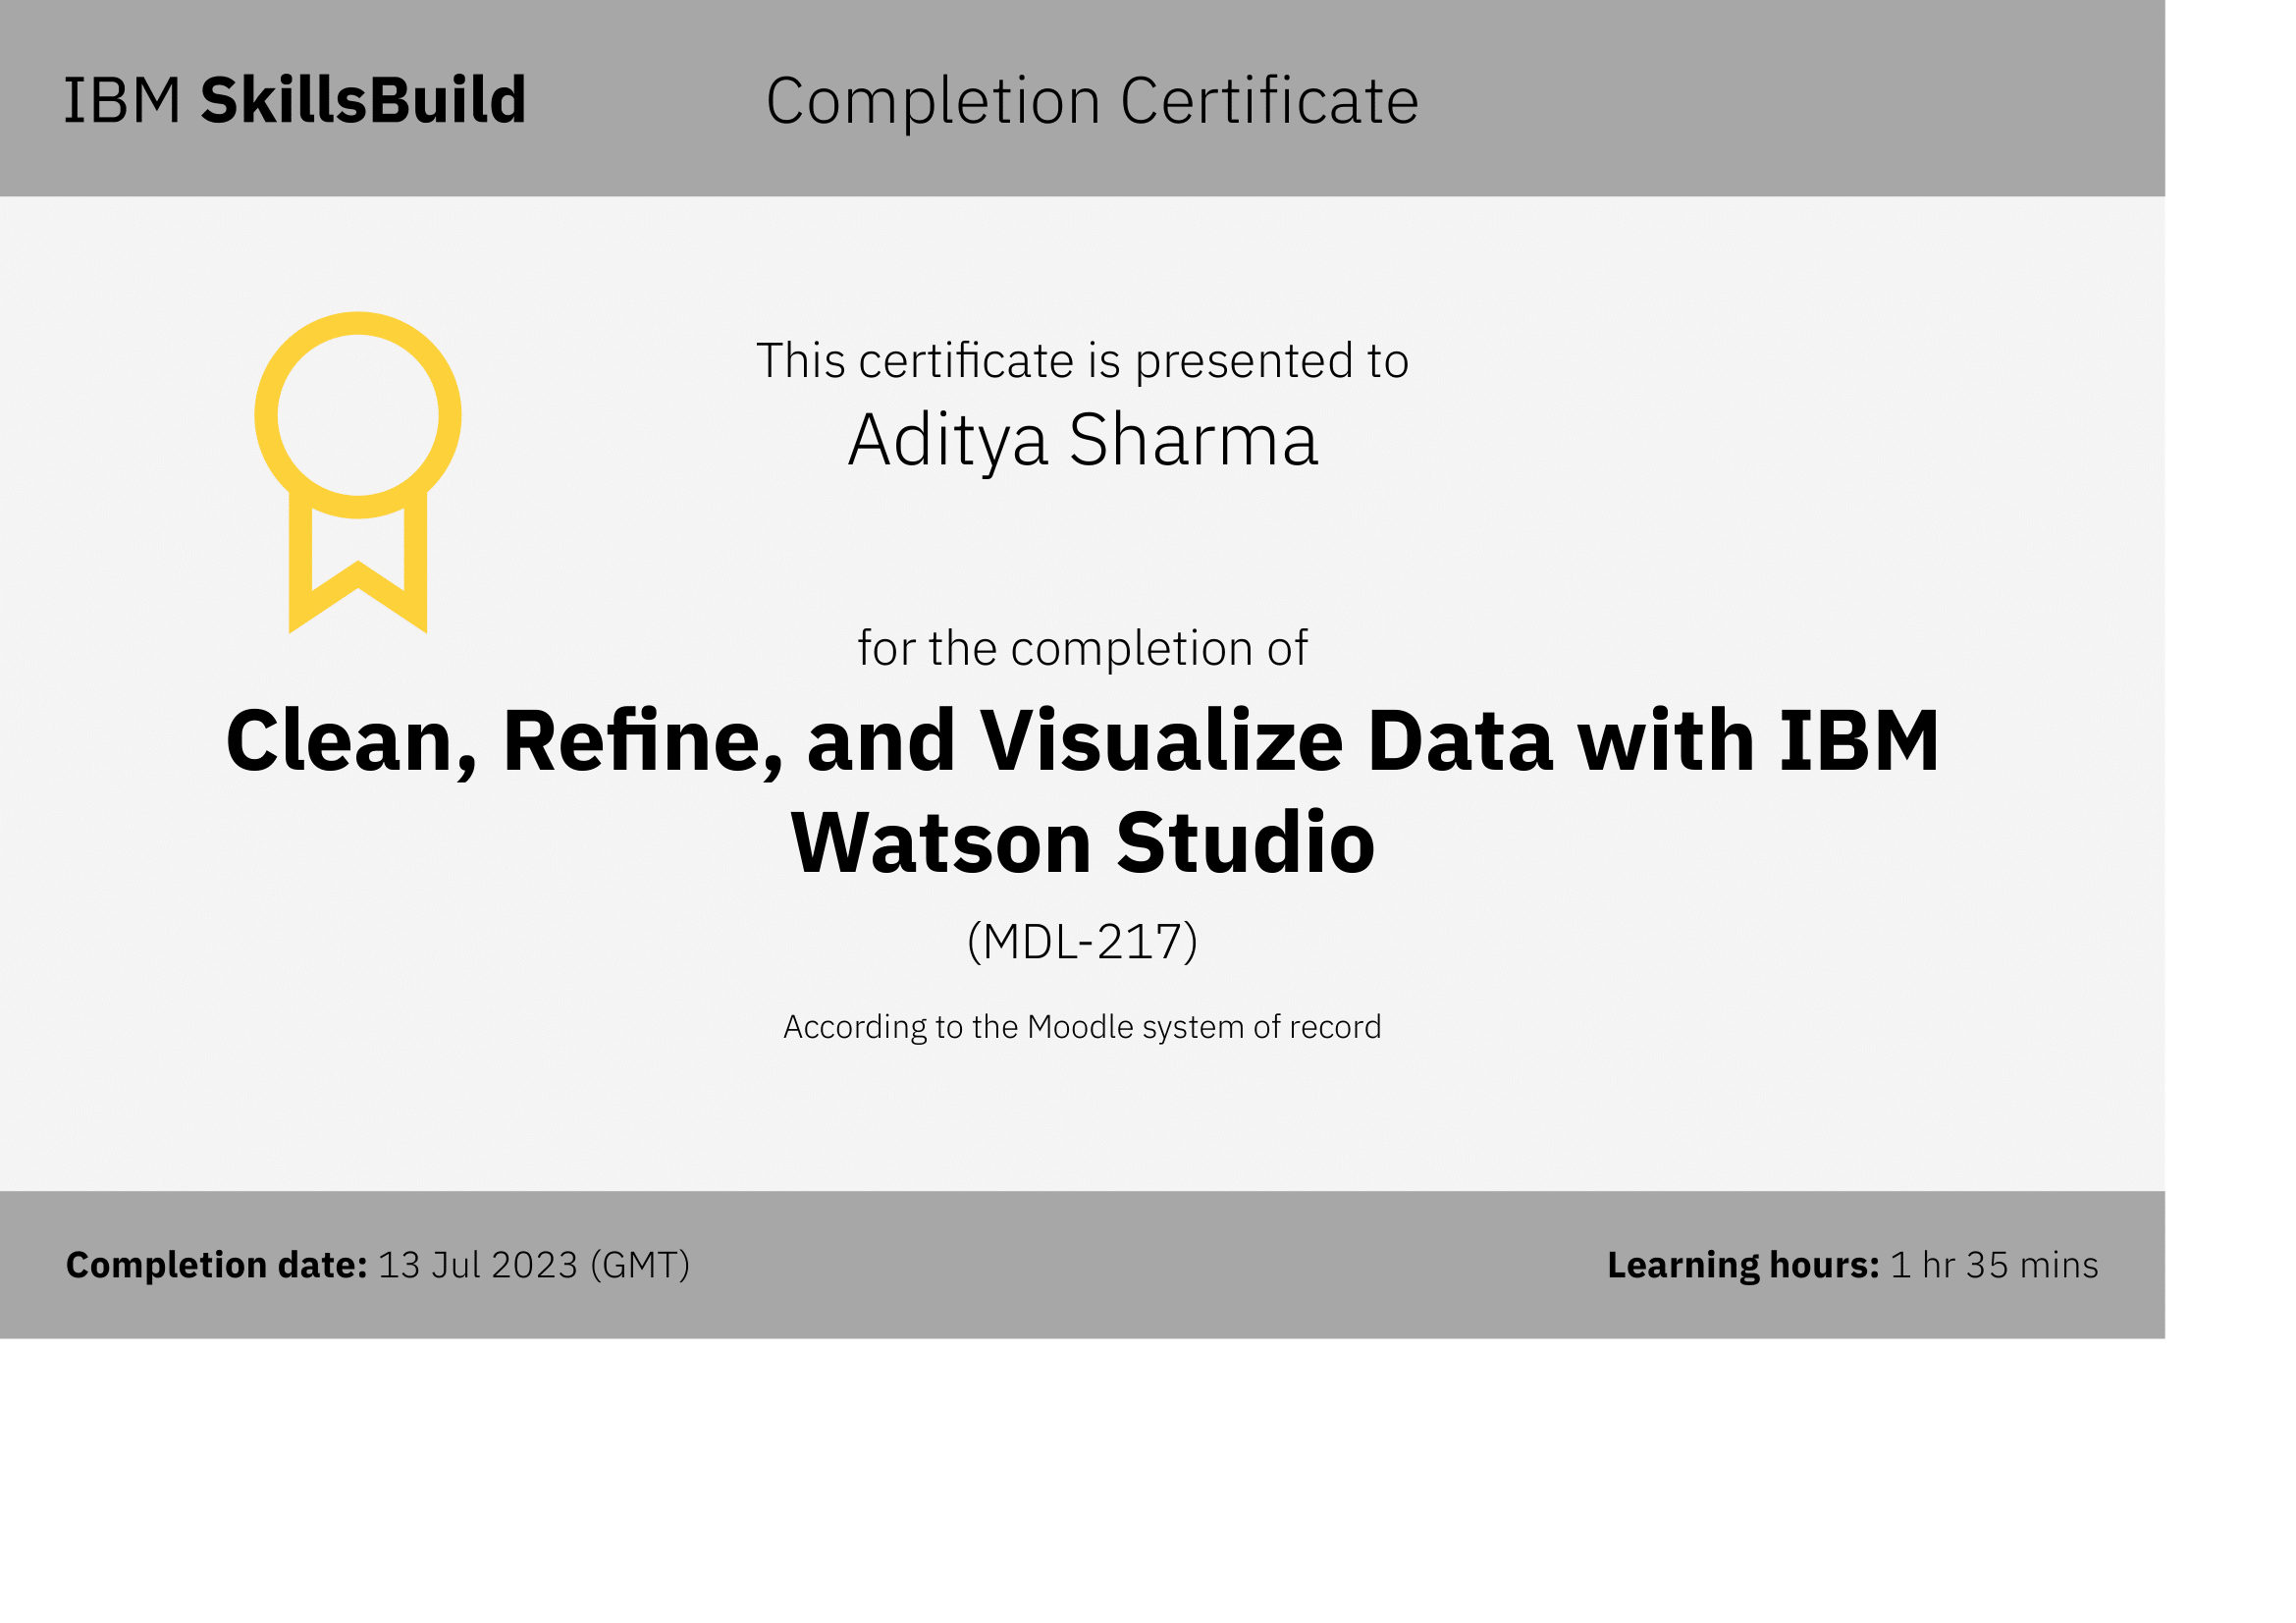 IBM SkillsBuild
Completion Certificate
This certificate is presented to
Aditya Sharma
for the completion of
Clean, Refine, and Visualize Data with IBM
Watson Studio
(MDL-217)
According to the Moodle system of record
Completion date: 13 Jul 2023 (GMT)
Learning hours: 1 hr 35 mins